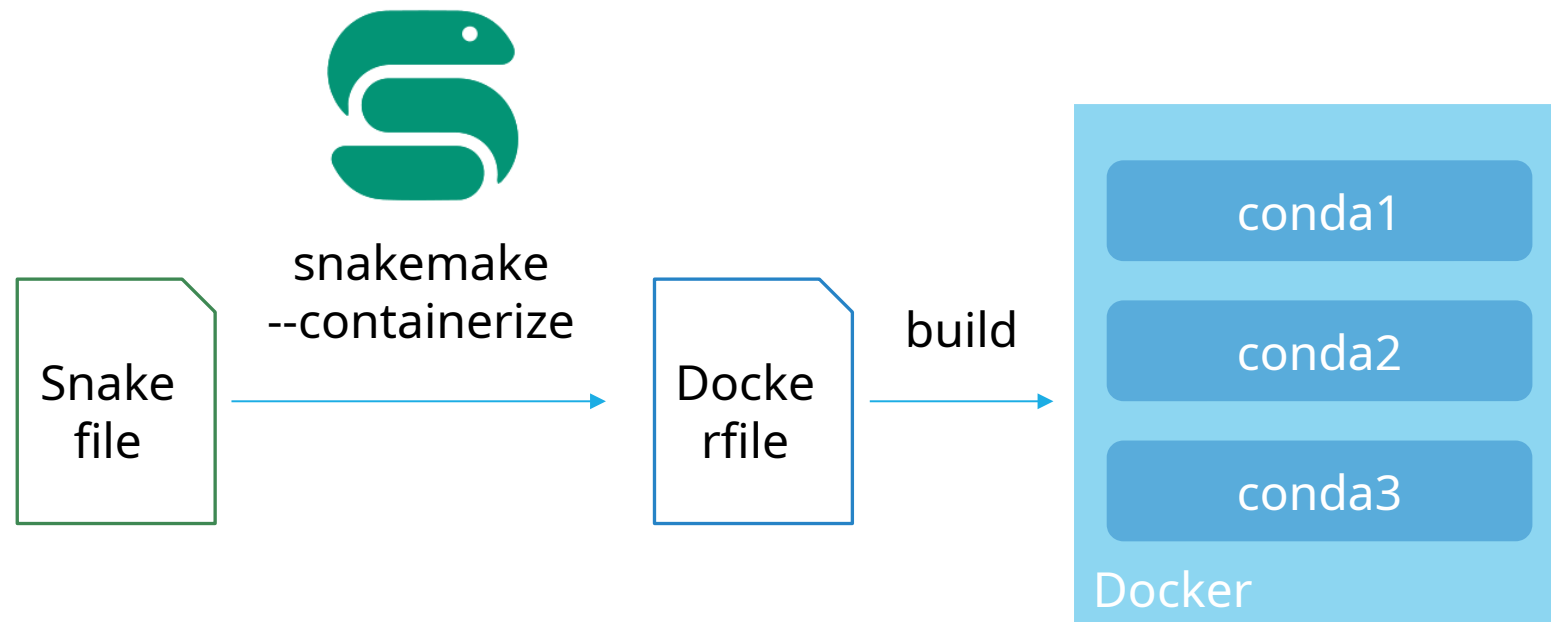 snakemake
--containerize
Snake
file
Docke
rfile
build
conda1
conda2
conda3
Docker